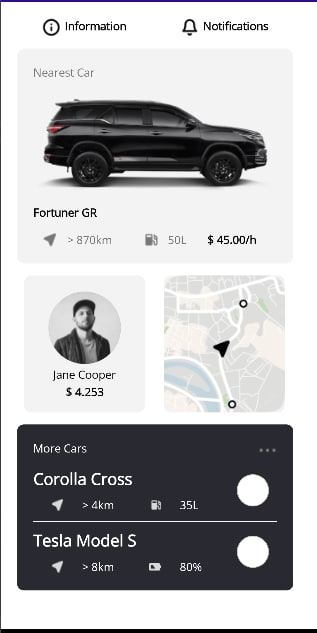 Information
Notifications
Nearest Car
Fortuner GR
> 870km
50L
$ 45.00/h
Jane Cooper
$ 4.253
More Cars
Corolla Cross
> 4km
35L
Tesla Model S
> 8km
80%